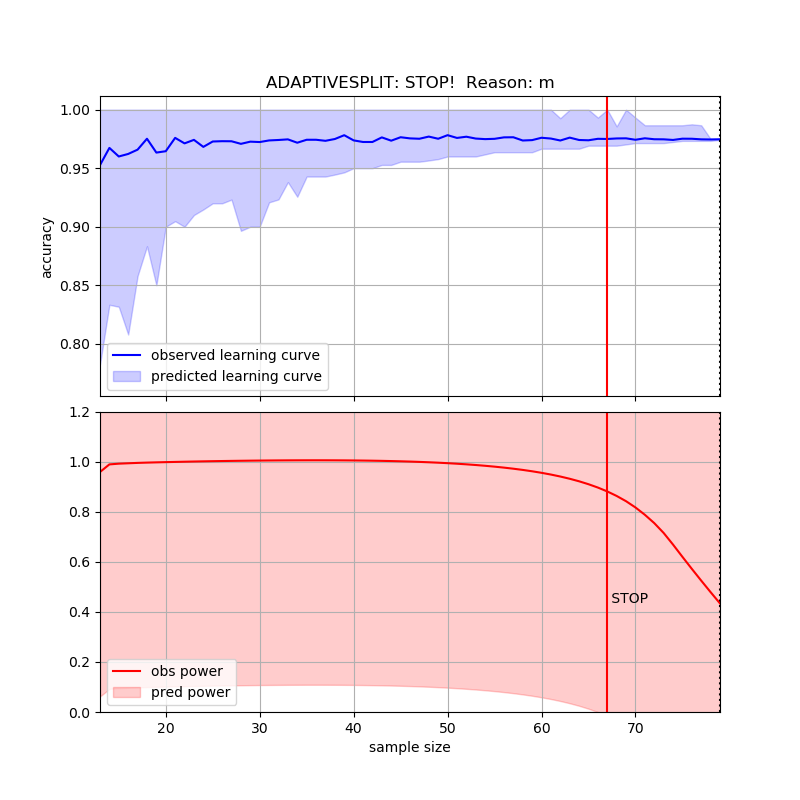 ADAPTIVESPLIT: STOP!  Reason: m
1.00
0.95
0.90
0.85
0.80
accuracy
observed learning curve
predicted learning curve
1.2
1.0
0.8
0.6
0.4
0.2
0.0
STOP
obs power
pred power
20 30 40 50 60 70
sample size